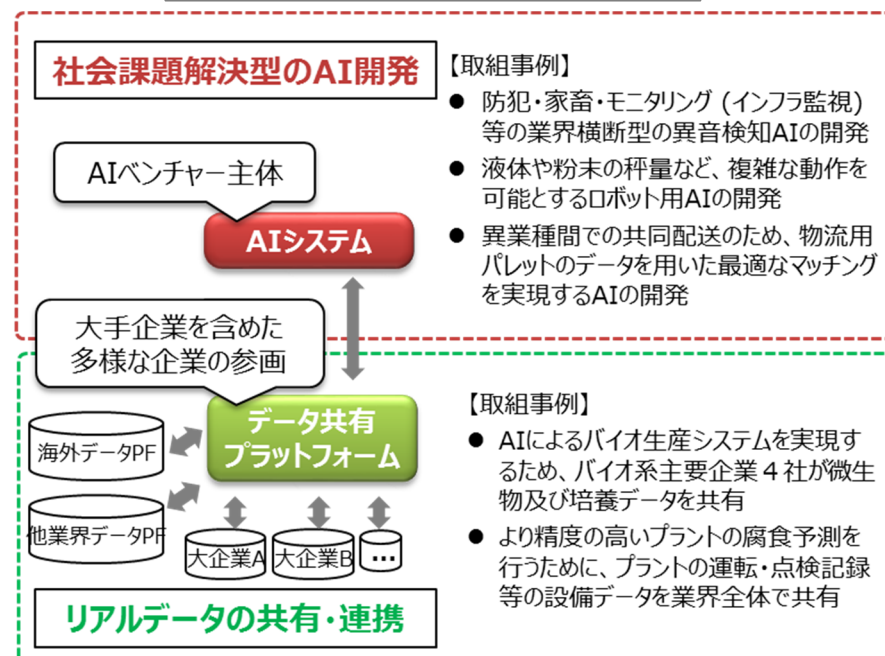 社会課題解決型のAI開発
【取組事例】
● 防犯・家畜・モニタリング (インフラ監視)
等の業界横断型の異音検知AIの開発
● 液体や粉末の秤量など、複雑な動作を
可能とするロボット用AIの開発
● 異業種間での共同配送のため、物流用
パレットのデータを用いた最適なマッチング
を実現するAIの開発
AIベンチャー主体
AIシステム
大手企業を含めた
多様な企業の参画
データ共有
プラットフォーム
海外データPF
他業界データPF
大企業A
大企業B
…
【取組事例】
● AIによるバイオ生産システムを実現す
るため、バイオ系主要企業４社が微生
物及び培養データを共有
● より精度の高いプラントの腐食予測を
行うために、プラントの運転・点検記録
等の設備データを業界全体で共有
リアルデータの共有・連携